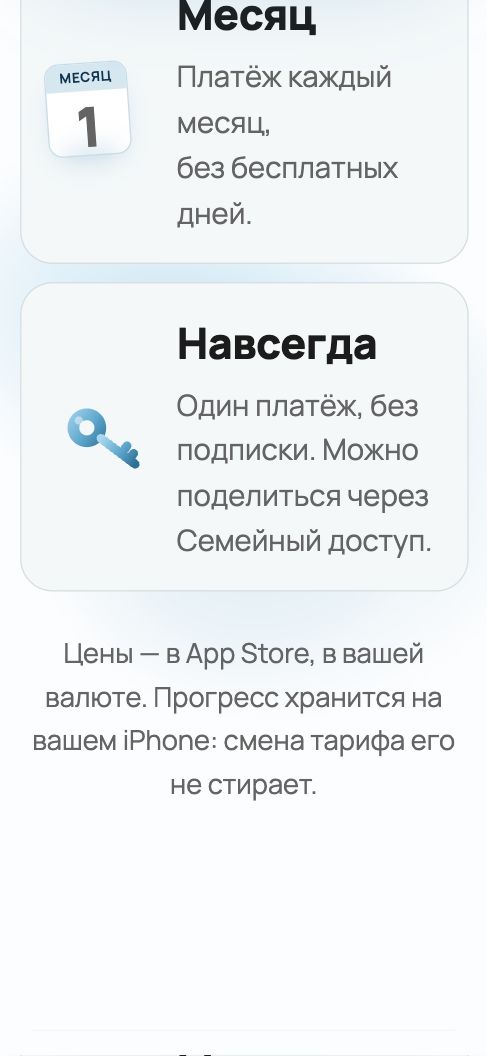 Месяц
МЕСЯЦ
1
Платёж каждый
месяц,
без бесплатных
дней.
Навсегда
Один платёж, без
подписки. Можно
поделиться через
Семейный доступ.
Цены — в App Store, в вашей
валюте. Прогресс хранится на
вашем iPhone: смена тарифа его
не стирает.